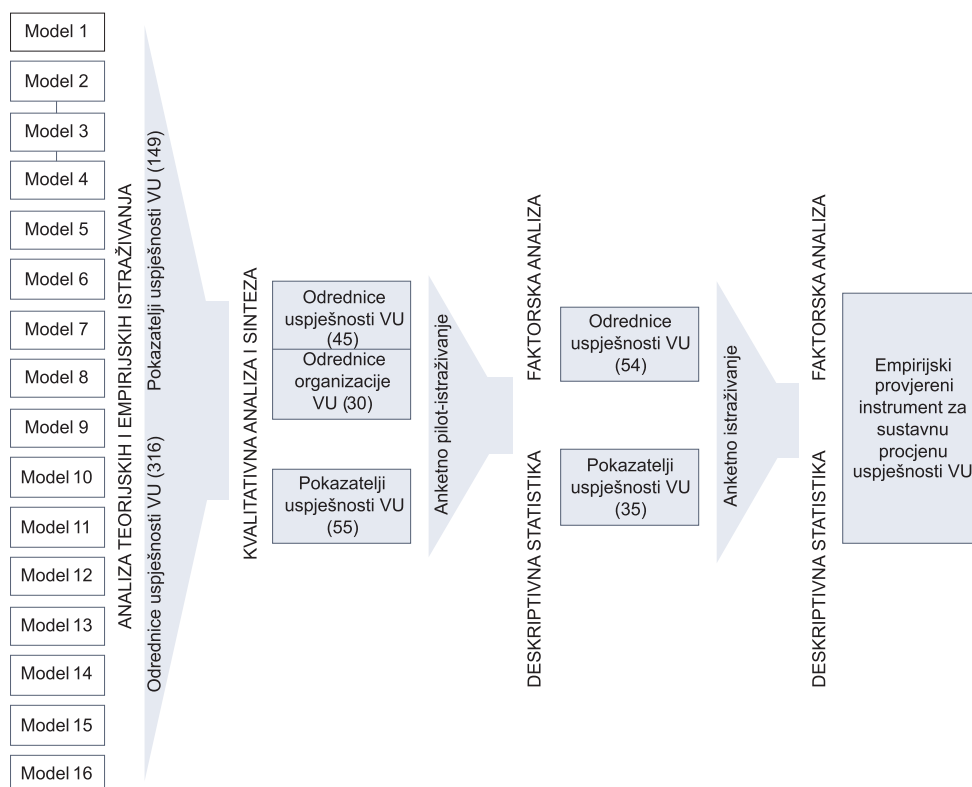 Model 1
Model 2
Model 3
Model 4
Model 5
Model 6
Model 7
Model 8
Model 9
Model 10
Model 11
Model 12
Model 13
Model 14
Model 15
Model 16
ANALIZA TEORIJSKIH I EMPIRIJSKIH ISTRAŽIVANJA
Pokazatelji uspješnosti VU (149)
Odrednice uspješnosti VU (316)
KVALITATIVNA ANALIZA I SINTEZA
Odrednice
uspješnosti VU
(45)
Odrednice
organizacije
VU (30)
Pokazatelji
uspješnosti VU
(55)
Anketno pilot-istraživanje
FAKTORSKA ANALIZA
DESKRIPTIVNA STATISTIKA
Odrednice
uspješnosti VU
(54)
Pokazatelji
uspješnosti VU
(35)
Anketno istraživanje
FAKTORSKA ANALIZA
DESKRIPTIVNA STATISTIKA
Empirijski
provjereni
instrument za
sustavnu
procjenu
uspješnosti VU